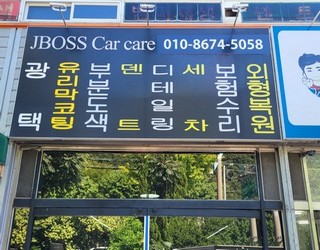 JBOSS Car care 010-8674-5058
광택
유리막코팅
부분도색
덴트
디테일링
세차
보험수리
외형복원